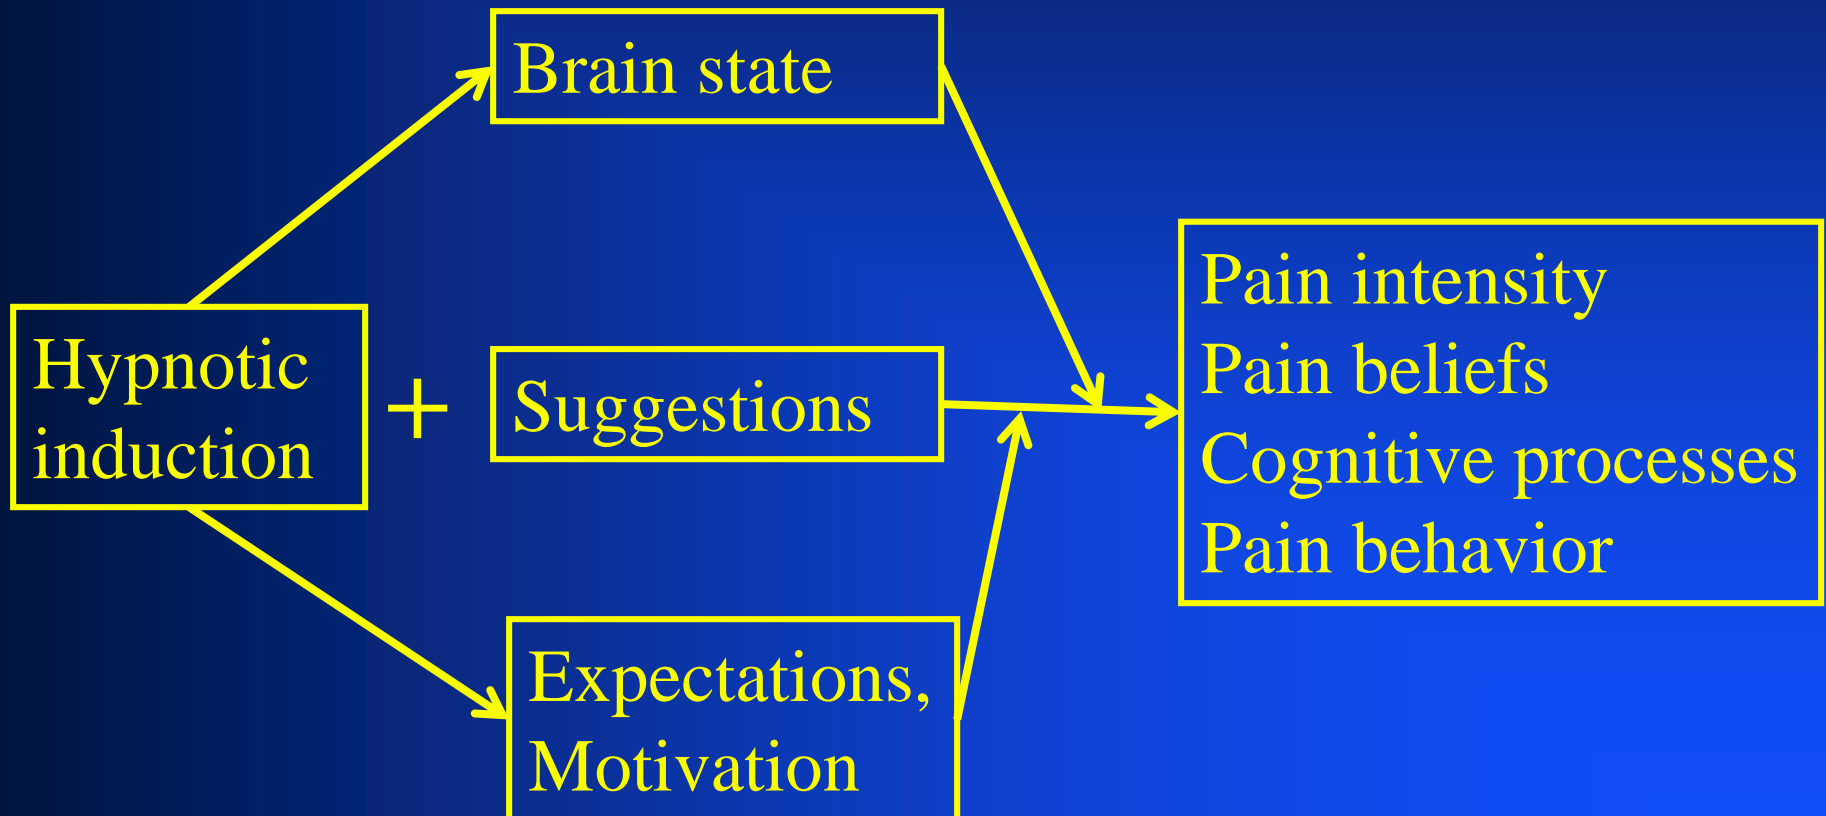 Brain state
Hypnotic
induction
+
Suggestions
Expectations,
Motivation
Pain intensity
Pain beliefs
Cognitive processes
Pain behavior